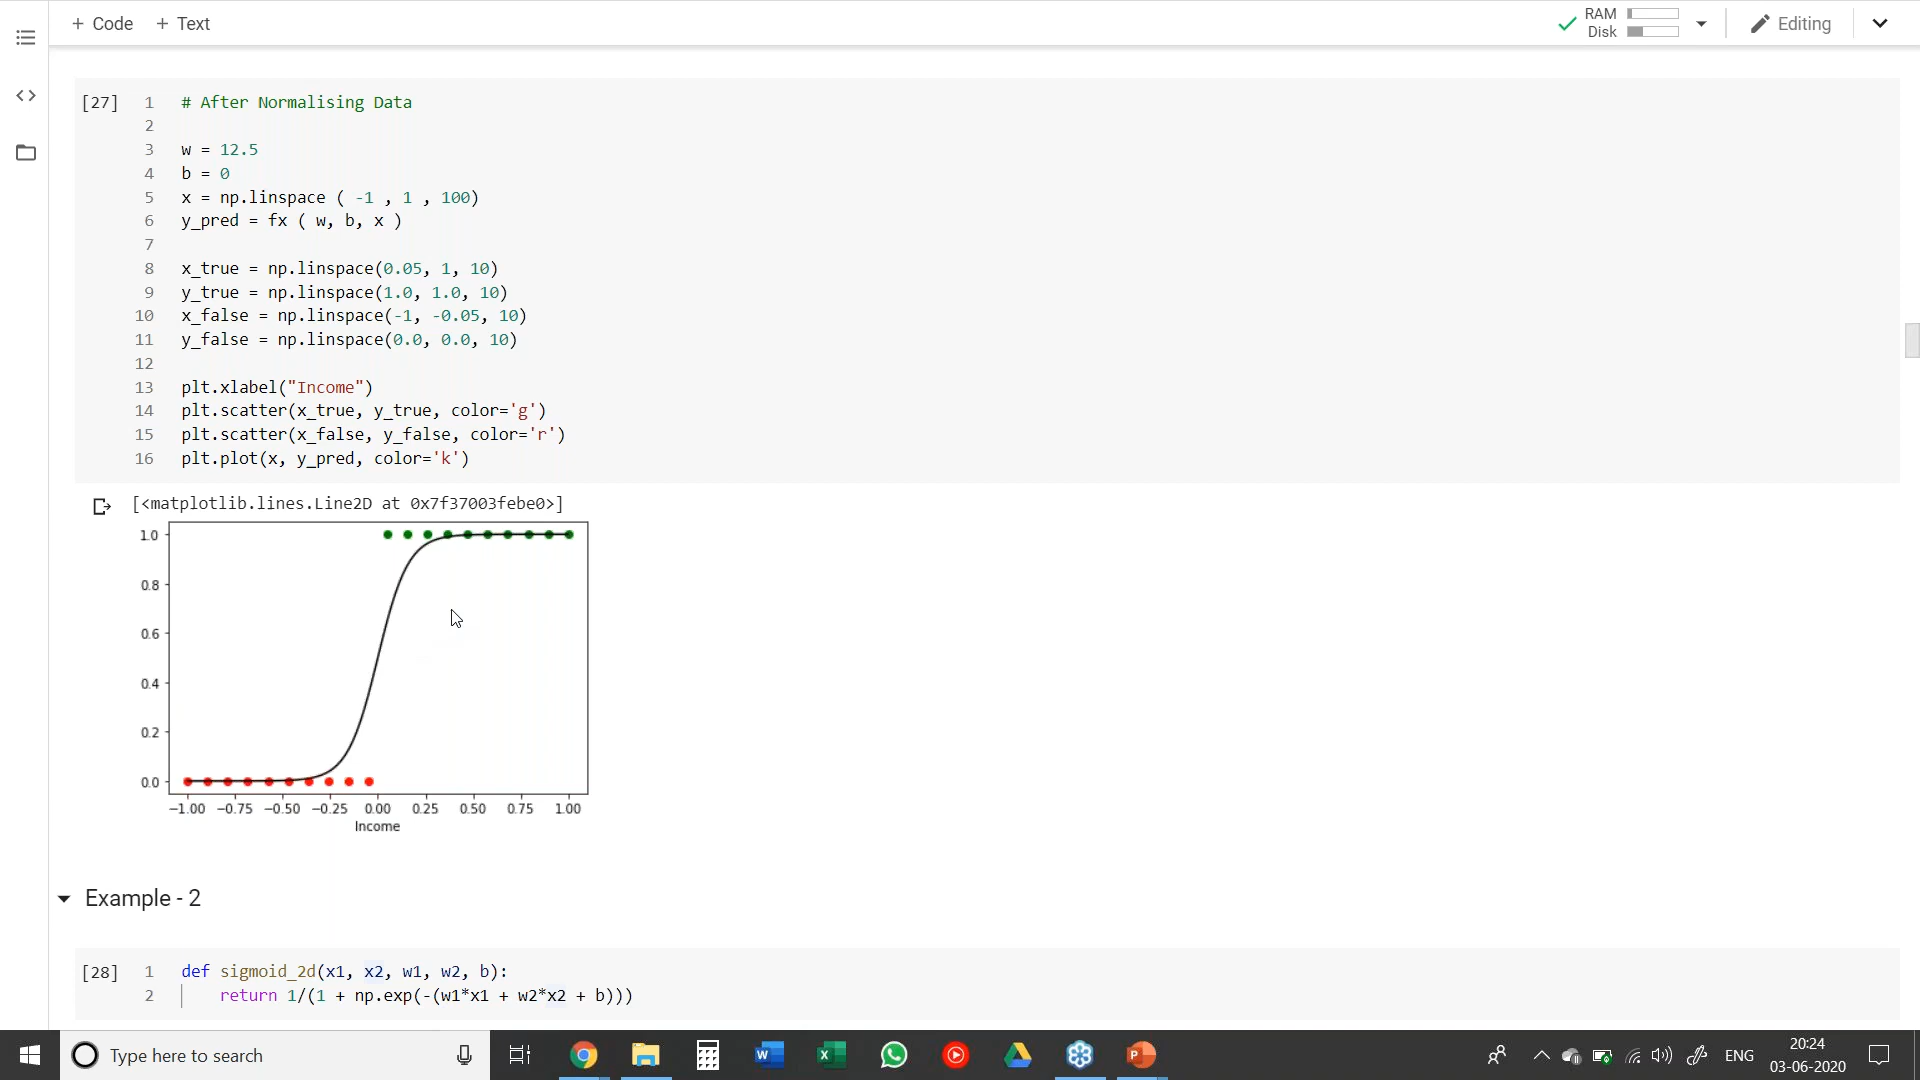 + Code + Text
RAM
Disk
Editing
[27] 1 # After Normalising Data
2
3 w = 12.5
4 b = 0
5 x = np.linspace ( -1 , 1 , 100)
6 y_pred = fx ( w, b, x )
7
8 x_true = np.linspace(0.05, 1, 10)
9 y_true = np.linspace(1.0, 1.0, 10)
10 x_false = np.linspace(-1, -0.05, 10)
11 y_false = np.linspace(0.0, 0.0, 10)
12
13 plt.xlabel("Income")
14 plt.scatter(x_true, y_true, color='g')
15 plt.scatter(x_false, y_false, color='r')
16 plt.plot(x, y_pred, color='k')
[<matplotlib.lines.Line2D at 0x7f37003febe0>]
1.0
0.8
0.6
0.4
0.2
0.0
−1.00 −0.75 −0.50 −0.25 0.00 0.25 0.50 0.75 1.00
Income
Example - 2
[28] 1 def sigmoid_2d(x1, x2, w1, w2, b):
2 return 1/(1 + np.exp(-(w1*x1 + w2*x2 + b)))
Type here to search
W
X
P
ENG
20:24
03-06-2020